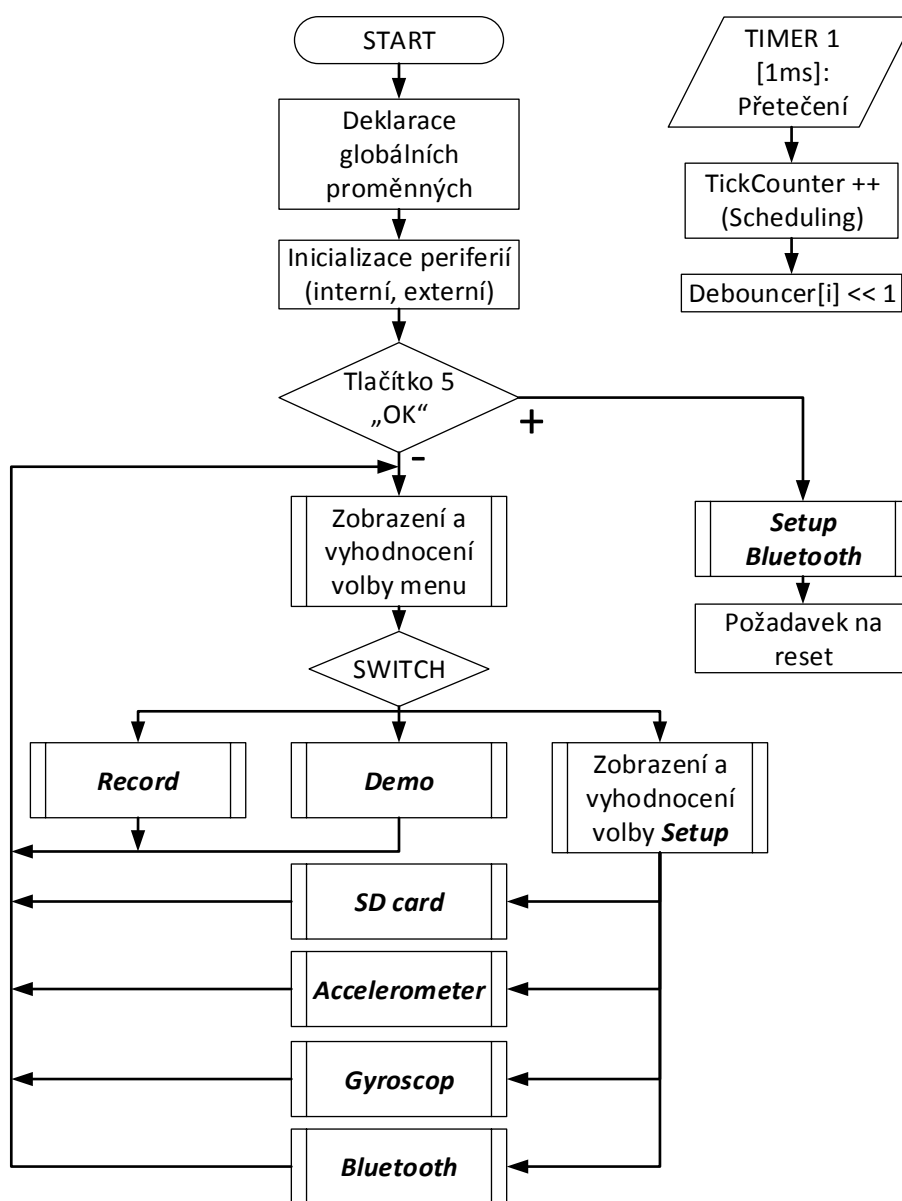 START
Deklarace
globálních
proměnných
Inicializace periferií
(interní, externí)
Tlačítko 5
„OK“
+
-
Zobrazení a
vyhodnocení
volby menu
SWITCH
Record
Demo
Zobrazení a
vyhodnocení
volby Setup
SD card
Accelerometer
Gyroscop
Bluetooth
Setup
Bluetooth
Požadavek na
reset
TIMER 1
[1ms]:
Přetečení
TickCounter ++
(Scheduling)
Debouncer[i] << 1